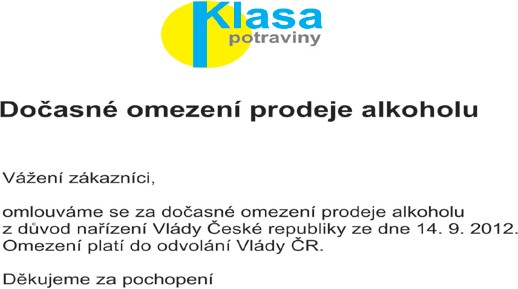 Klasa
potraviny
Dočasné omezení prodeje alkoholu
Vážení zákazníci,
omlouváme se za dočasné omezení prodeje alkoholu
z důvod nařízení Vlády České republiky ze dne 14. 9. 2012.
Omezení platí do odvolání Vlády ČR.
Děkujeme za pochopení